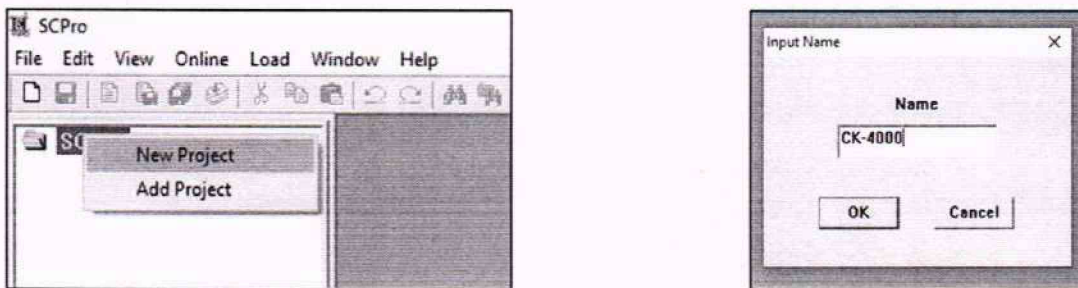 SCPro
File Edit View Online Load Window Help
New Project
Add Project
Input Name
Name
CK-4000
OK Cancel